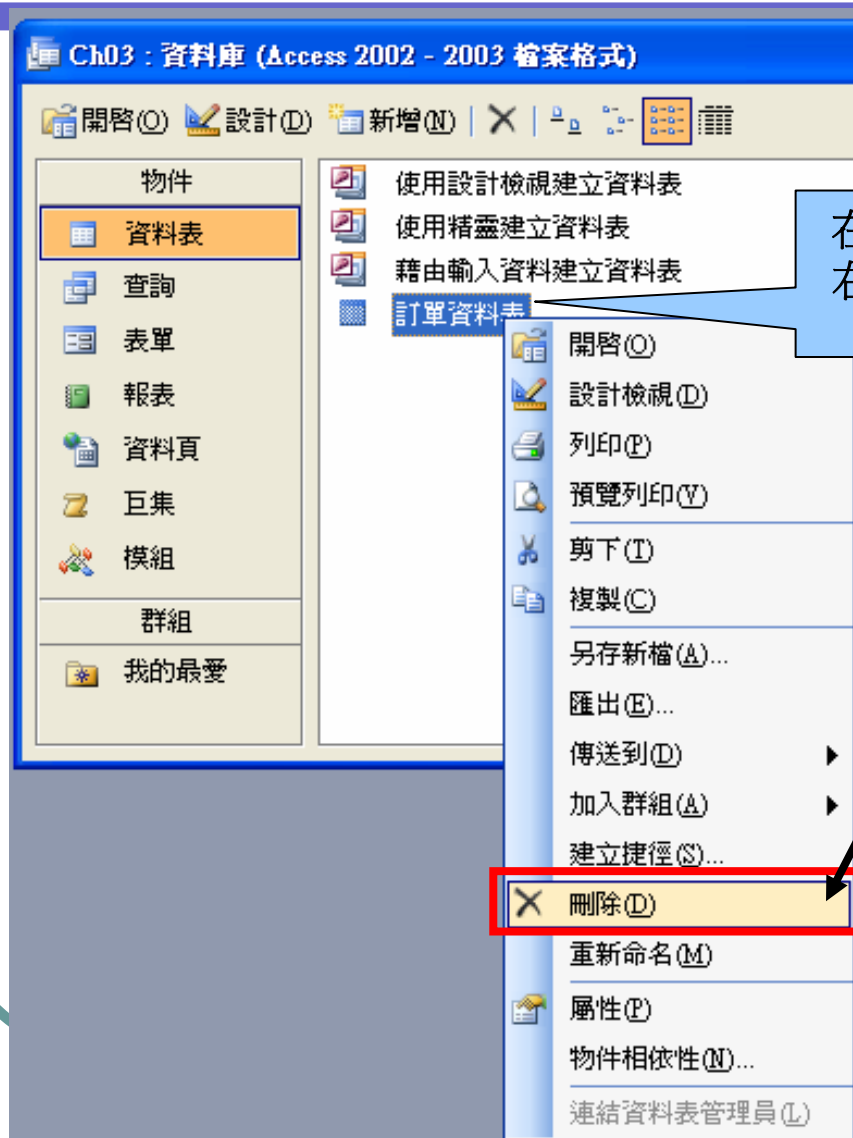 Ch03 : 資料庫 (Access 2002 - 2003 檔案格式)
開啓(O) 設計(D) 新增(N)
物件
資料表
查詢
表單
報表
資料頁
巨集
模組
群組
我的最愛
使用設計檢視建立資料表
使用精靈建立資料表
藉由輸入資料建立資料表
訂單資料表
在
右
開啓(O)
設計檢視(D)
列印(P)
預覽列印(V)
剪下(T)
複製(C)
另存新檔(A)...
匯出(E)...
傳送到(D)
加入群組(A)
建立捷徑(S)...
刪除(D)
重新命名(M)
屬性(P)
物件相依性(N)...
連結資料表管理員(L)